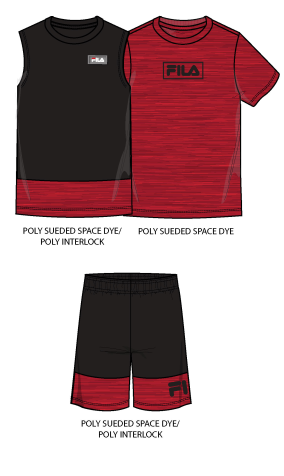 FILA
FILA
POLY SUEDED SPACE DYE/
POLY INTERLOCK
POLY SUEDED SPACE DYE
FILA
POLY SUEDED SPACE DYE/
POLY INTERLOCK